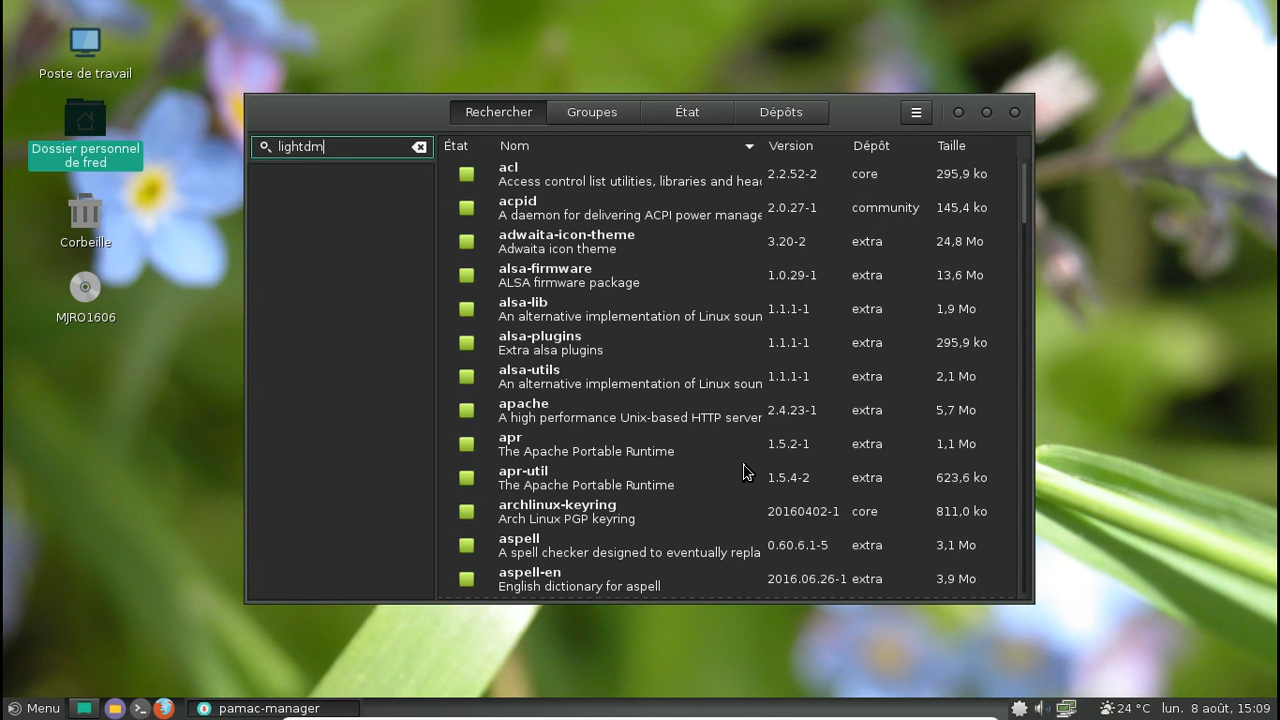 Poste de travail
Dossier personnel
de fred
Corbeille
MJRO1606
Rechercher Groupes État Dépôts
lightdm
État Nom Version Dépôt Taille
acl
Access control list utilities, libraries and head 2.2.52-2 core 295,9 ko
acpid
A daemon for delivering ACPI power manage 2.0.27-1 community 145,4 ko
adwaita-icon-theme
Adwaita icon theme 3.20-2 extra 24,8 Mo
alsa-firmware
ALSA firmware package 1.0.29-1 extra 13,6 Mo
alsa-lib
An alternative implementation of Linux soun 1.1.1-1 extra 1,9 Mo
alsa-plugins
Extra alsa plugins 1.1.1-1 extra 295,9 ko
alsa-utils
An alternative implementation of Linux soun 1.1.1-1 extra 2,1 Mo
apache
A high performance Unix-based HTTP server 2.4.23-1 extra 5,7 Mo
apr
The Apache Portable Runtime 1.5.2-1 extra 1,1 Mo
apr-util
The Apache Portable Runtime 1.5.4-2 extra 623,6 ko
archlinux-keyring
Arch Linux PGP keyring 20160402-1 core 811,0 ko
aspell
A spell checker designed to eventually repla 0.60.6.1-5 extra 3,1 Mo
aspell-en
English dictionary for aspell 2016.06.26-1 extra 3,9 Mo
Menu pamac-manager 24 °C lun. 8 août, 15:09